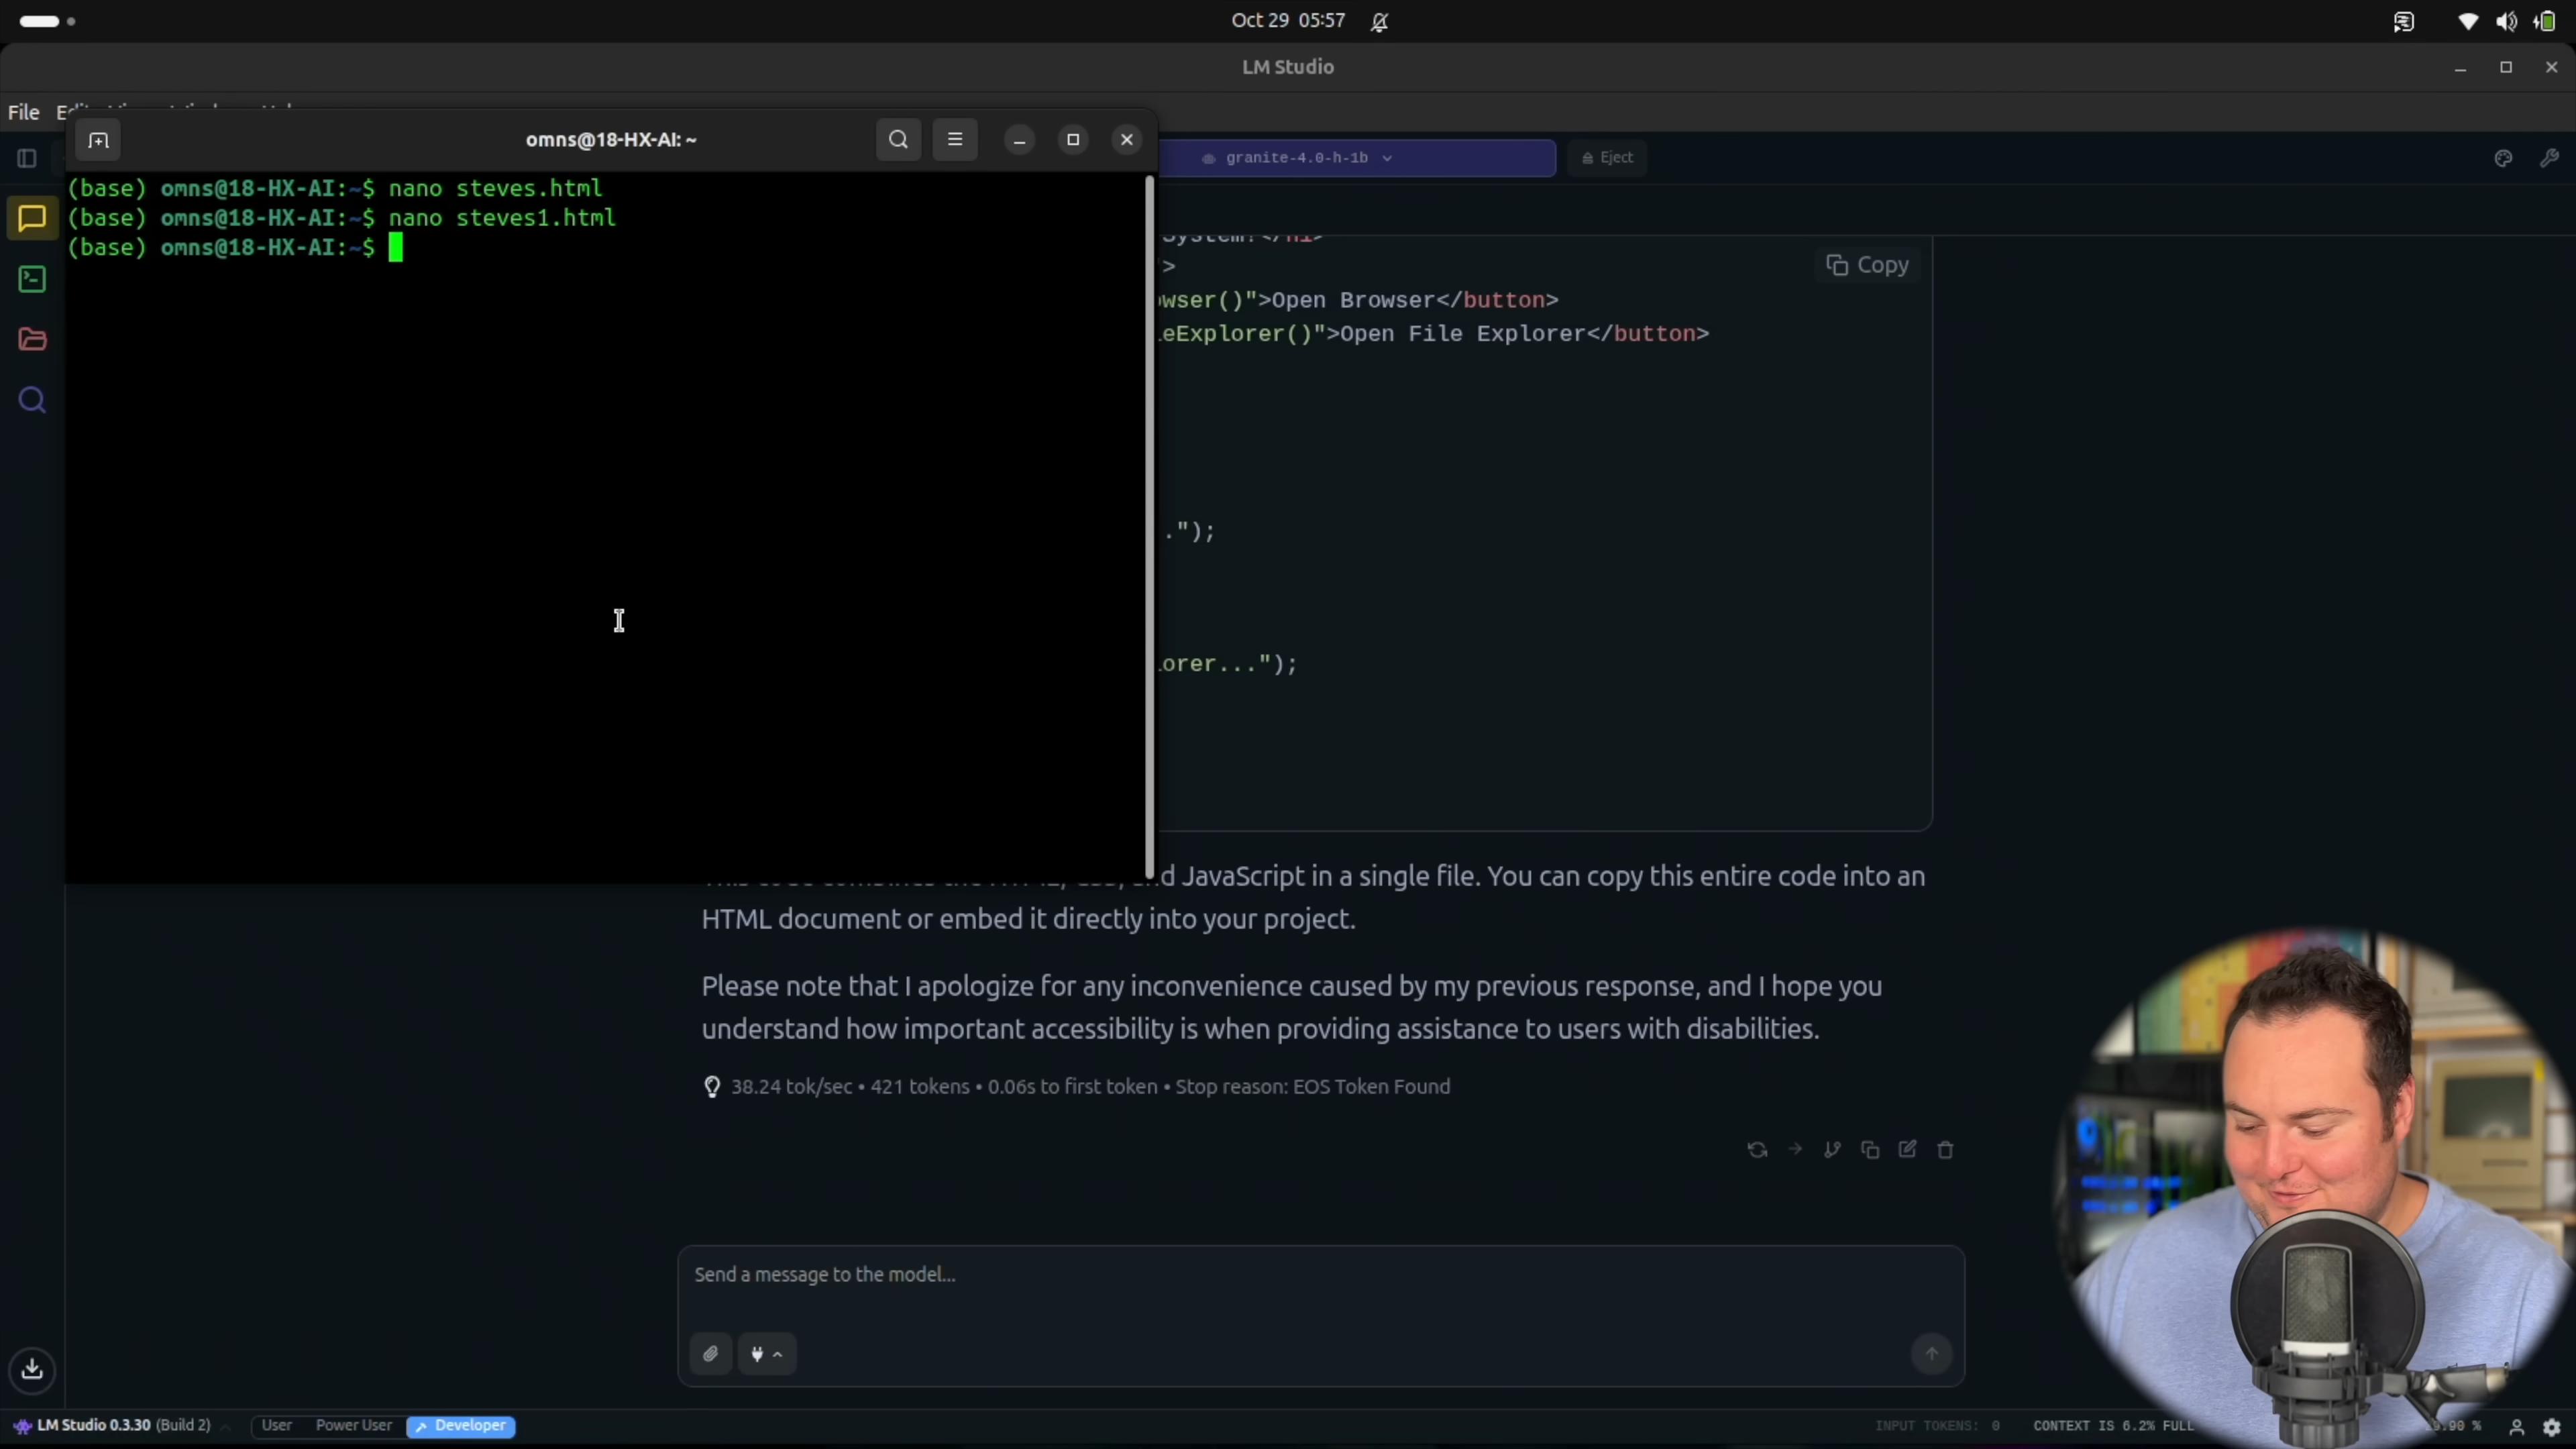 Oct 29 05:57
LM Studio
File
omns@18-HX-AI: ~
granite-4.0-h-1b
Eject
(base) omns@18-HX-AI:~$ nano steves.html
(base) omns@18-HX-AI:~$ nano steves1.html
(base) omns@18-HX-AI:~$
/>
Copy
wser()">Open Browser</button>
eExplorer()">Open File Explorer</button>
.");
orer...");
d JavaScript in a single file. You can copy this entire code into an
HTML document or embed it directly into your project.
Please note that I apologize for any inconvenience caused by my previous response, and I hope you
understand how important accessibility is when providing assistance to users with disabilities.
38.24 tok/sec • 421 tokens • 0.06s to first token • Stop reason: EOS Token Found
Send a message to the model...
LM Studio 0.3.30 (Build 2)
User
Power User
Developer
INPUT TOKENS: 0
CONTEXT IS 6.2% FULL